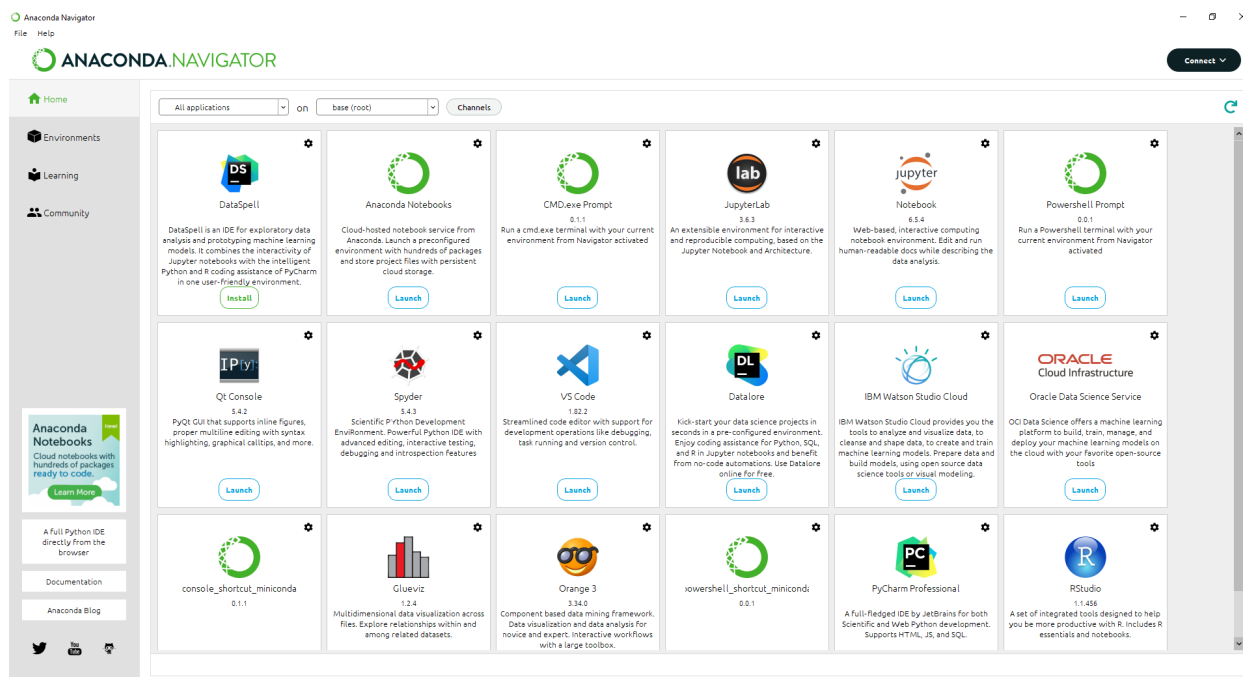 Anaconda Navigator
File Help
ANACONDA.NAVIGATOR
Connect
Home
Environments
Learning
Community
All applications
on
base (root)
Channels
DS
DataSpell
DataSpell is an IDE for exploratory data
analysis and prototyping machine learning
models. It combines the interactivity of
Jupyter notebooks with the intelligent
Python and R coding assistance of PyCharm
in one user-friendly environment.
Install
Anaconda Notebooks
Cloud-hosted notebook service from
Anaconda. Launch a preconfigured
environment with hundreds of packages
and store project files with persistent
cloud storage.
Launch
CMD.exe Prompt
0.1.1
Run a cmd.exe terminal with your current
environment from Navigator activated
Launch
lab
JupyterLab
3.6.3
An extensible environment for interactive
and reproducible computing, based on the
Jupyter Notebook and Architecture.
Launch
jupyter
Notebook
6.5.4
Web-based, interactive computing
notebook environment. Edit and run
human-readable docs while describing the
data analysis.
Launch
Powershell Prompt
0.0.1
Run a Powershell terminal with your
current environment from Navigator
activated
Launch
IP[y]:
Qt Console
5.4.2
PyQt GUI that supports inline figures,
proper multiline editing with syntax
highlighting, graphical calltips, and more.
Launch
Spyder
5.4.3
Scientific PYthon Development
EnviRonment. Powerful Python IDE with
advanced editing, interactive testing,
debugging and introspection features
Launch
VS Code
1.82.2
Streamlined code editor with support for
development operations like debugging,
task running and version control.
Launch
DL
Datalore
Kick-start your data science projects in
seconds in a pre-configured environment.
Enjoy coding assistance for Python, SQL,
and R in Jupyter notebooks and benefit
from no-code automations. Use Datalore
online for free.
Launch
IBM Watson Studio Cloud
IBM Watson Studio Cloud provides you the
tools to analyze and visualize data, to
cleanse and shape data, to create and train
machine learning models. Prepare data and
build models, using open source data
science tools or visual modeling.
Launch
ORACLE
Cloud Infrastructure
Oracle Data Science Service
OCI Data Science offers a machine learning
platform to build, train, manage, and
deploy your machine learning models on
the cloud with your favorite open-source
tools
Launch
console_shortcut_miniconda
0.1.1
Glueviz
1.2.4
Multidimensional data visualization across
files. Explore relationships within and
among related datasets.
Orange 3
3.34.0
Component based data mining framework.
Data visualization and data analysis for
novice and expert. Interactive workflows
with a large toolbox.
powershell_shortcut_miniconda
0.0.1
PC
PyCharm Professional
A full-fledged IDE by JetBrains for both
Scientific and Web Python development.
Supports HTML, JS, and SQL.
R
RStudio
1.1.456
A set of integrated tools designed to help
you be more productive with R. Includes R
essentials and notebooks.
Anaconda
Notebooks
New!
Cloud notebooks with
hundreds of packages
ready to code.
Learn More
A full Python IDE
directly from the
browser
Documentation
Anaconda Blog
You
Tube